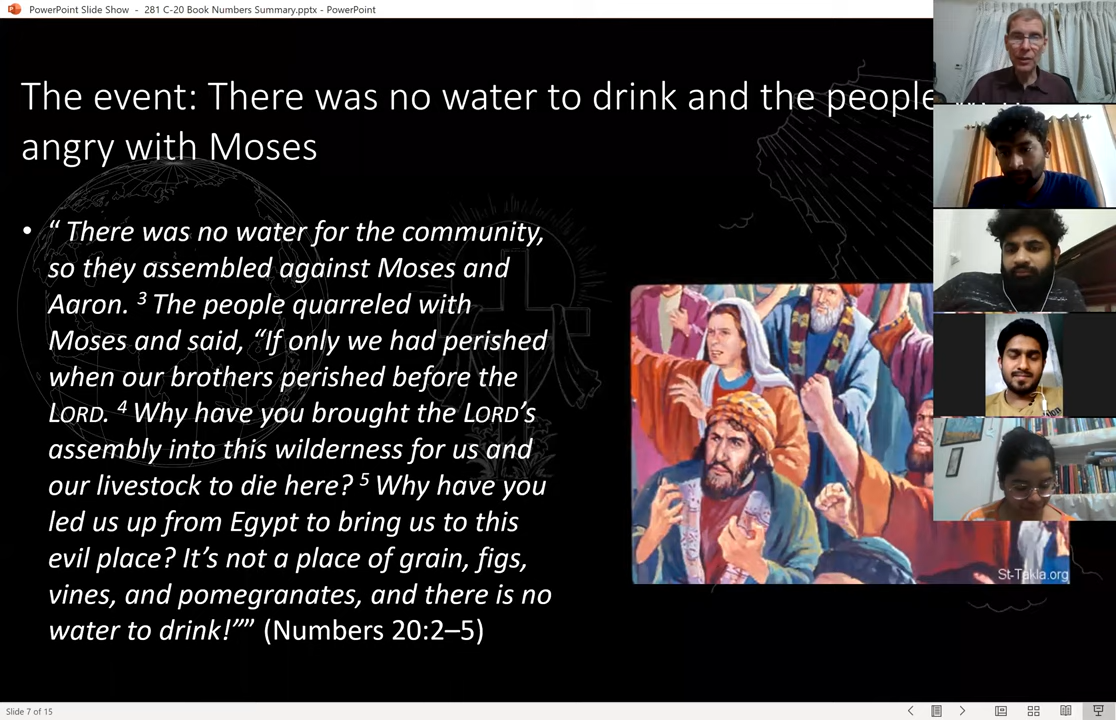 PowerPoint Slide Show - 281 C-20 Book Numbers Summary.pptx - PowerPoint
The event: There was no water to drink and the people
angry with Moses
• “ There was no water for the community,
so they assembled against Moses and
Aaron. ³ The people quarreled with
Moses and said, “If only we had perished
when our brothers perished before the
LORD. ⁴ Why have you brought the LORD’s
assembly into this wilderness for us and
our livestock to die here? ⁵ Why have you
led us up from Egypt to bring us to this
evil place? It’s not a place of grain, figs,
vines, and pomegranates, and there is no
water to drink!”” (Numbers 20:2–5)
St-Takla.org
Slide 7 of 15